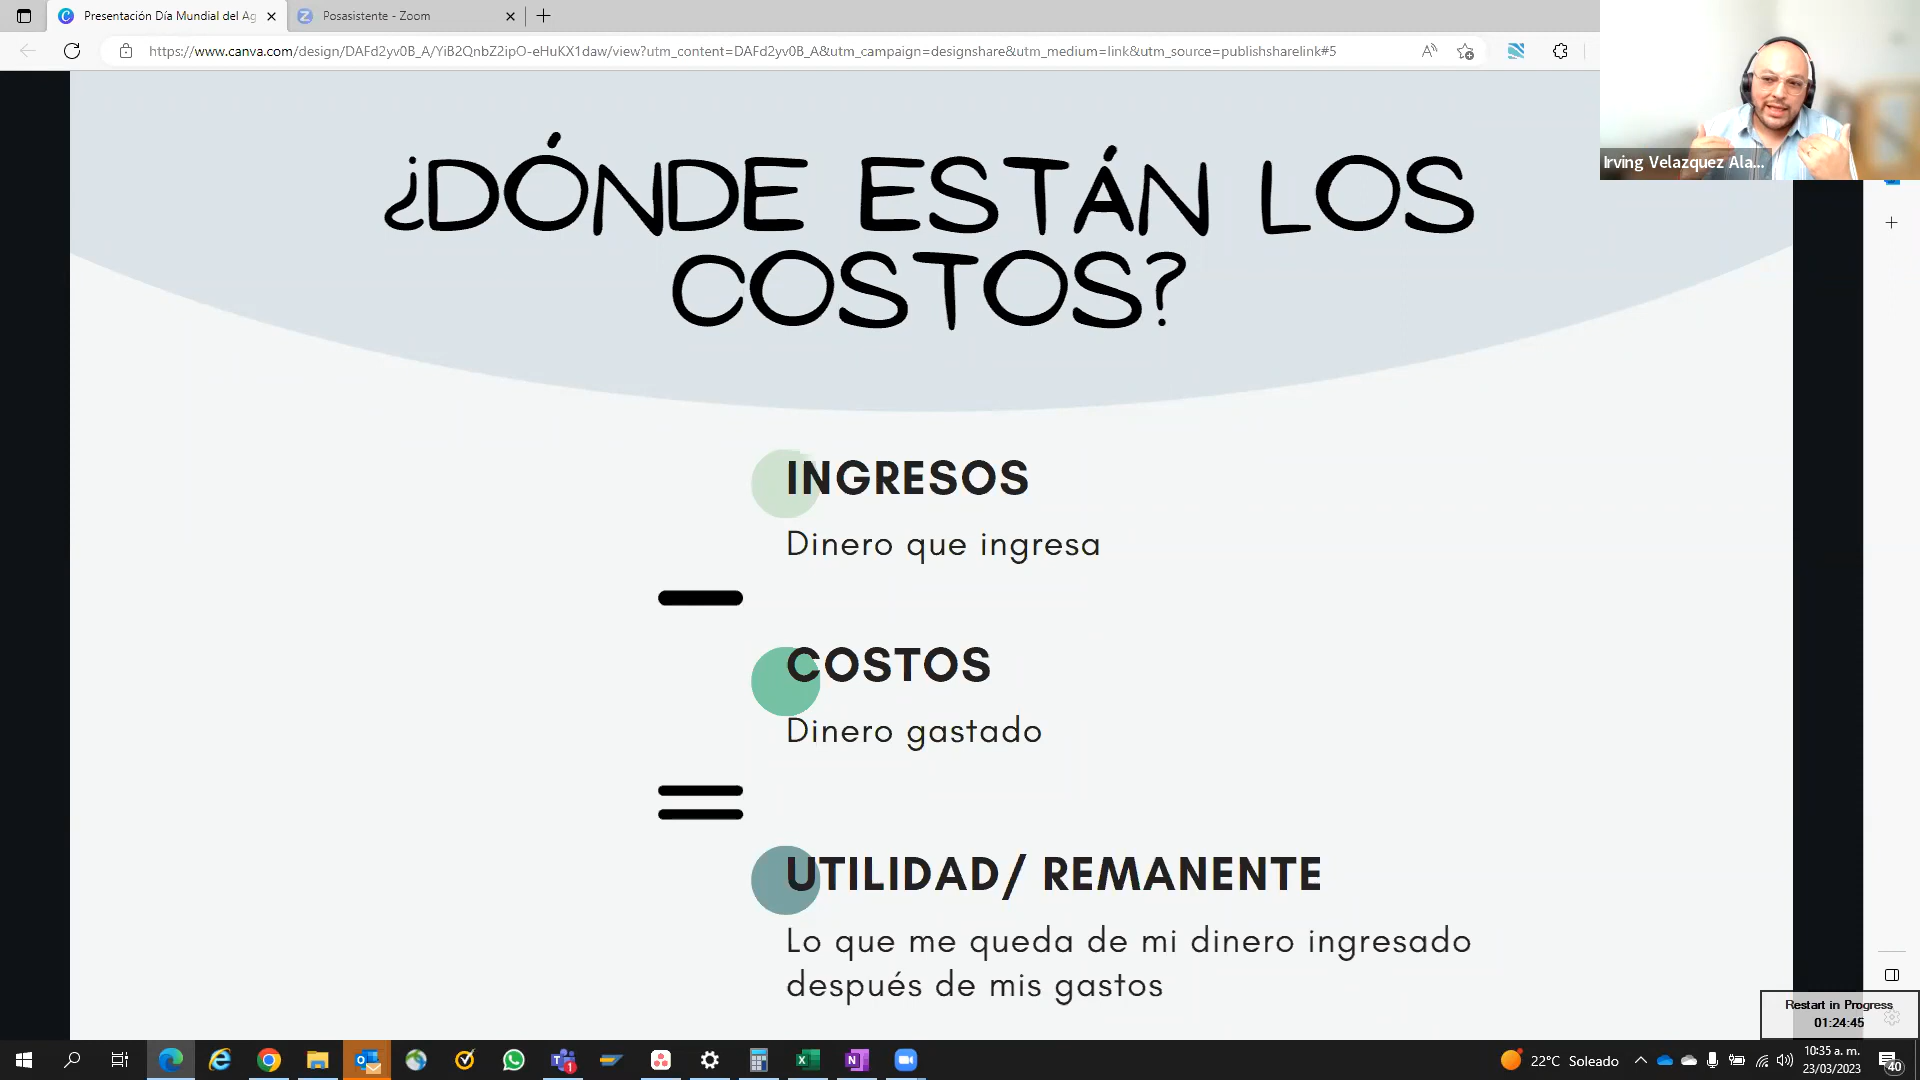 Presentación Día Mundial del Ag
Posasistente - Zoom
https://www.canva.com/design/DAFd2yv0B_A/YiB2QnbZ2ipO-eHuKX1daw/view?utm_content=DAFd2yv0B_A&utm_campaign=designshare&utm_medium=link&utm_source=publishsharelink#5
Irving Velazquez Ala...
¿DÓNDE ESTÁN LOS
COSTOS?
INGRESOS
Dinero que ingresa
COSTOS
Dinero gastado
UTILIDAD/ REMANENTE
Lo que me queda de mi dinero ingresado
después de mis gastos
Restart in Progress
01:24:45
22°C Soleado
10:35 a. m.
23/03/2023
40
1